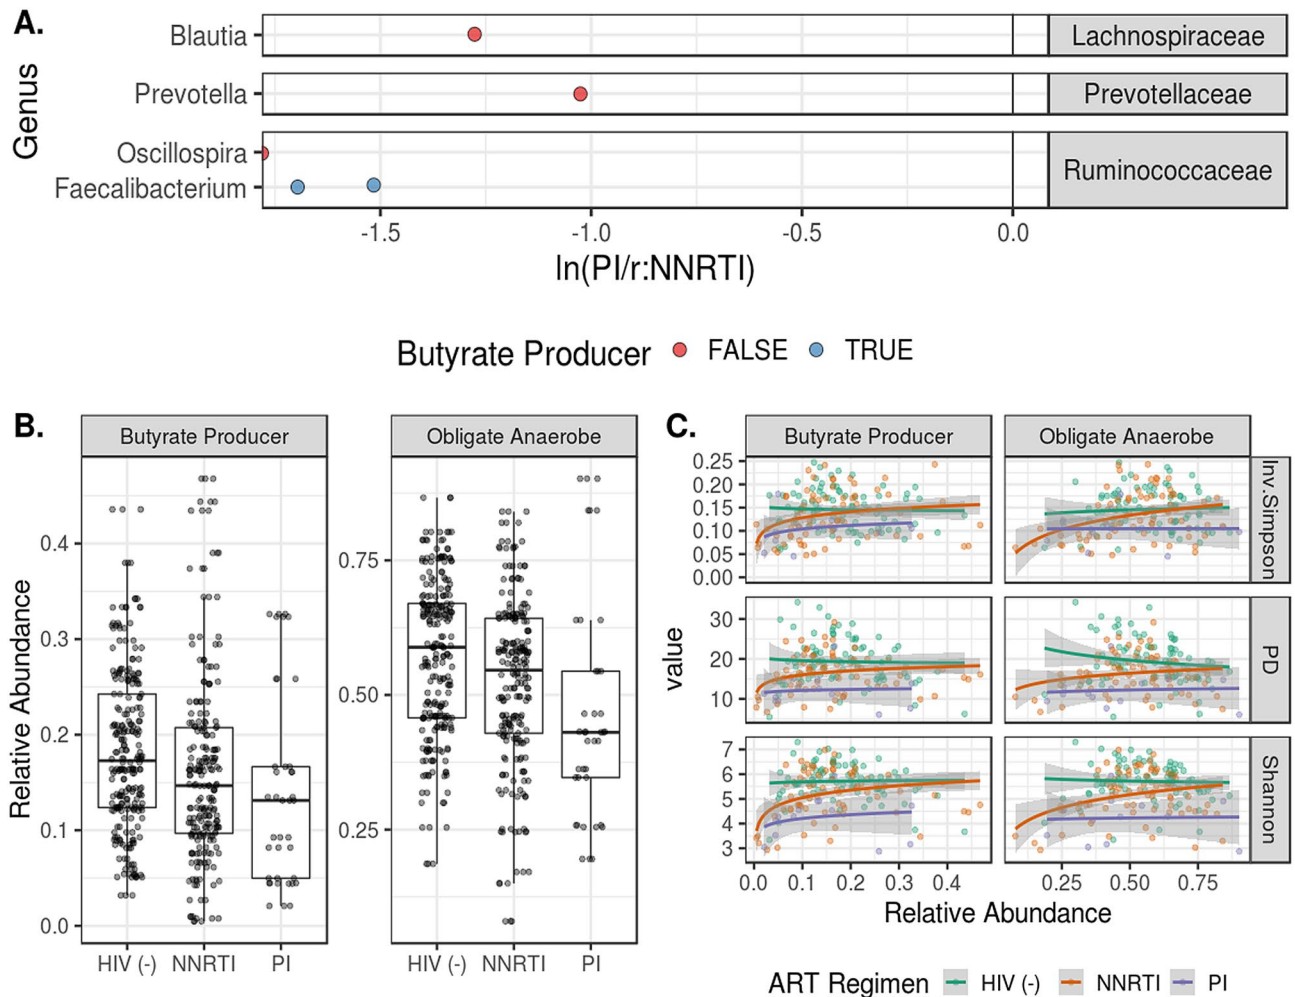 A.
Genus
Blautia
Lachnospiraceae
Prevotella
Prevotellaceae
Oscillospira
Faecalibacterium
Ruminococcaceae
-1.5 -1.0 -0.5 0.0
ln(PI/r:NNRTI)
Butyrate Producer FALSE TRUE
B.
Butyrate Producer
Obligate Anaerobe
Relative Abundance
0.4
0.3
0.2
0.1
0.0
0.75
0.50
0.25
HIV (-) NNRTI PI
HIV (-) NNRTI PI
C.
Butyrate Producer
Obligate Anaerobe
value
0.25
0.20
0.15
0.10
0.05
0.00
Inv.Simpson
30
20
10
PD
7
6
5
4
3
Shannon
0.0 0.1 0.2 0.3 0.4
0.25 0.50 0.75
Relative Abundance
ART Regimen HIV (-) NNRTI PI